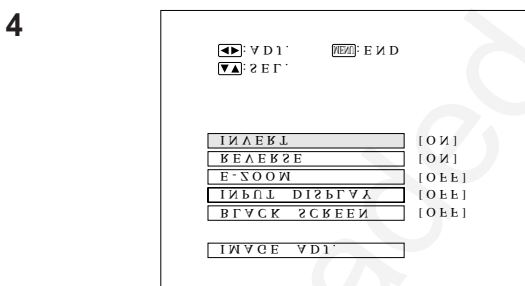 4
◀▶: ADJ. MENU: END
▼▲: SEL.
INVERT [ON]
REVERSE [ON]
E-ZOOM [OFF]
INPUT DISPLAY [OFF]
BLACK SCREEN [OFF]
IMAGE ADJ.